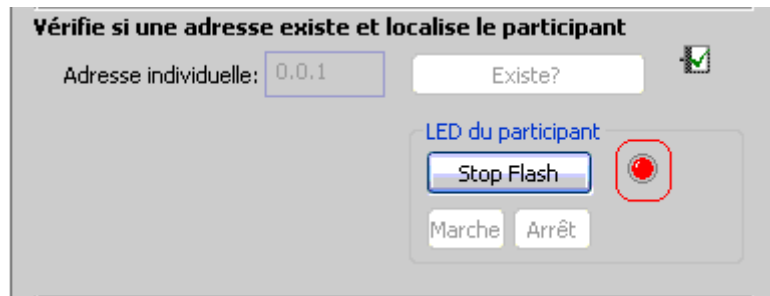 Vérifie si une adresse existe et localise le participant
Adresse individuelle: 0.0.1 Existe?
LED du participant
Stop Flash
Marche Arrêt